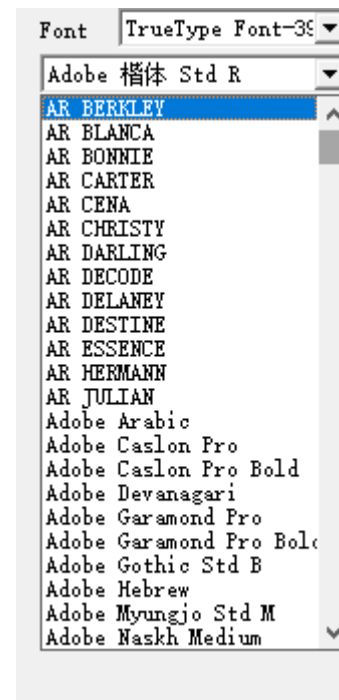 Font TrueType Font-39
Adobe 楷体 Std R
AR BERKLEY
AR BLANCA
AR BONNIE
AR CARTER
AR CENA
AR CHRISTY
AR DARLING
AR DECODE
AR DELANEY
AR DESTINE
AR ESSENCE
AR HERMANN
AR JULIAN
Adobe Arabic
Adobe Caslon Pro
Adobe Caslon Pro Bold
Adobe Devanagari
Adobe Garamond Pro
Adobe Garamond Pro Bold
Adobe Gothic Std B
Adobe Hebrew
Adobe Myungjo Std M
Adobe Naskh Medium